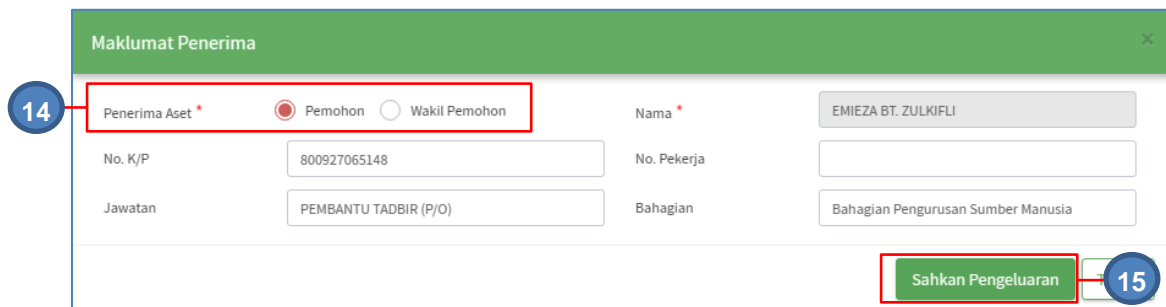 Maklumat Penerima ×
14 Penerima Aset * Pemohon Wakil Pemohon Nama * EMIEZA BT. ZULKIFLI
No. K/P 800927065148 No. Pekerja
Jawatan PEMBANTU TADBIR (P/O) Bahagian Bahagian Pengurusan Sumber Manusia
Sahkan Pengeluaran 15